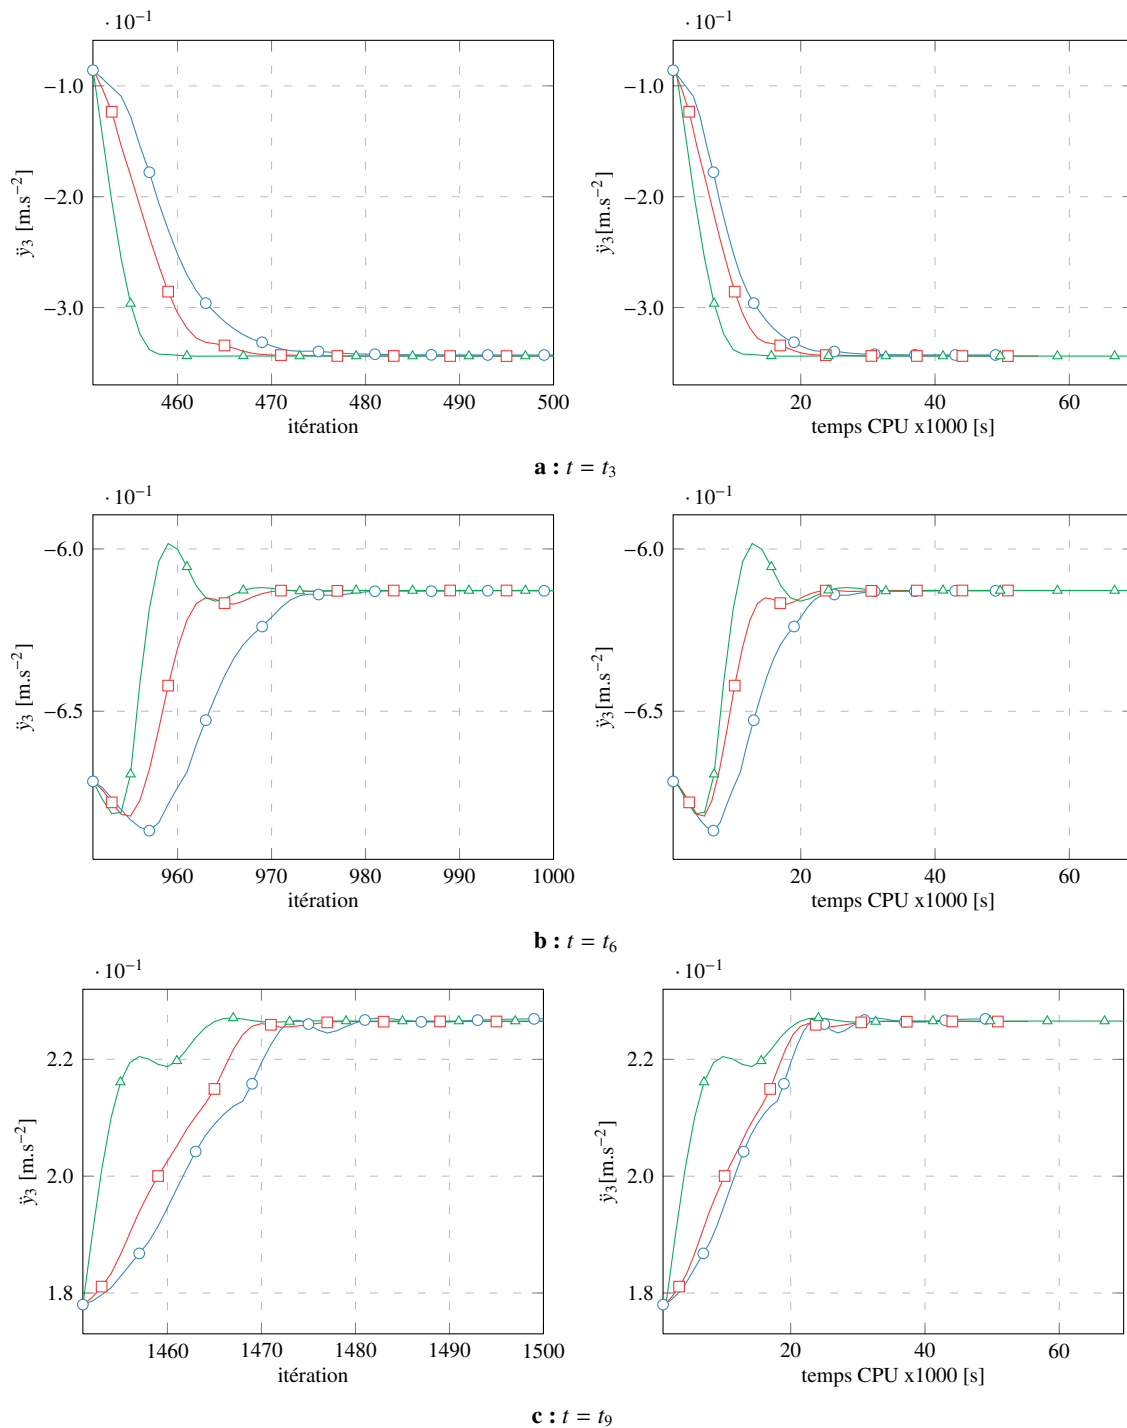 · 10⁻¹
−1.0
−2.0
−3.0
ÿ₃ [m.s⁻²]
460 470 480 490 500
itération
· 10⁻¹
−1.0
−2.0
−3.0
ÿ₃[m.s⁻²]
20 40 60
temps CPU x1000 [s]
a : t = t₃
· 10⁻¹
−6.0
−6.5
ÿ₃ [m.s⁻²]
960 970 980 990 1000
itération
· 10⁻¹
−6.0
−6.5
ÿ₃[m.s⁻²]
20 40 60
temps CPU x1000 [s]
b : t = t₆
· 10⁻¹
2.2
2.0
1.8
ÿ₃ [m.s⁻²]
1460 1470 1480 1490 1500
itération
· 10⁻¹
2.2
2.0
1.8
ÿ₃[m.s⁻²]
20 40 60
temps CPU x1000 [s]
c : t = t₉